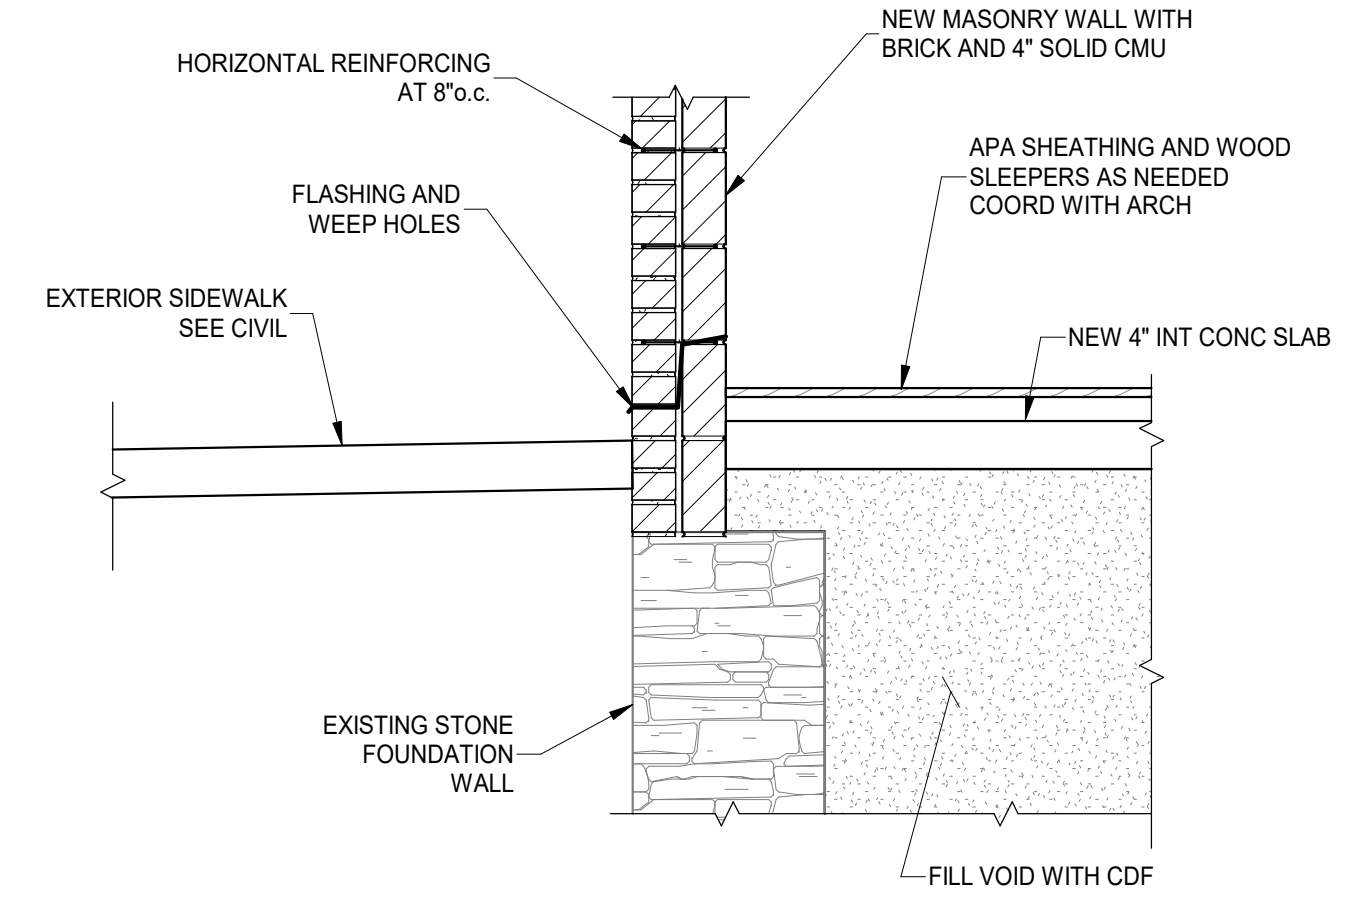 NEW MASONRY WALL WITH
BRICK AND 4" SOLID CMU
HORIZONTAL REINFORCING
AT 8"o.c.
APA SHEATHING AND WOOD
SLEEPERS AS NEEDED
COORD WITH ARCH
FLASHING AND
WEEP HOLES
EXTERIOR SIDEWALK
SEE CIVIL
NEW 4" INT CONC SLAB
EXISTING STONE
FOUNDATION
WALL
FILL VOID WITH CDF